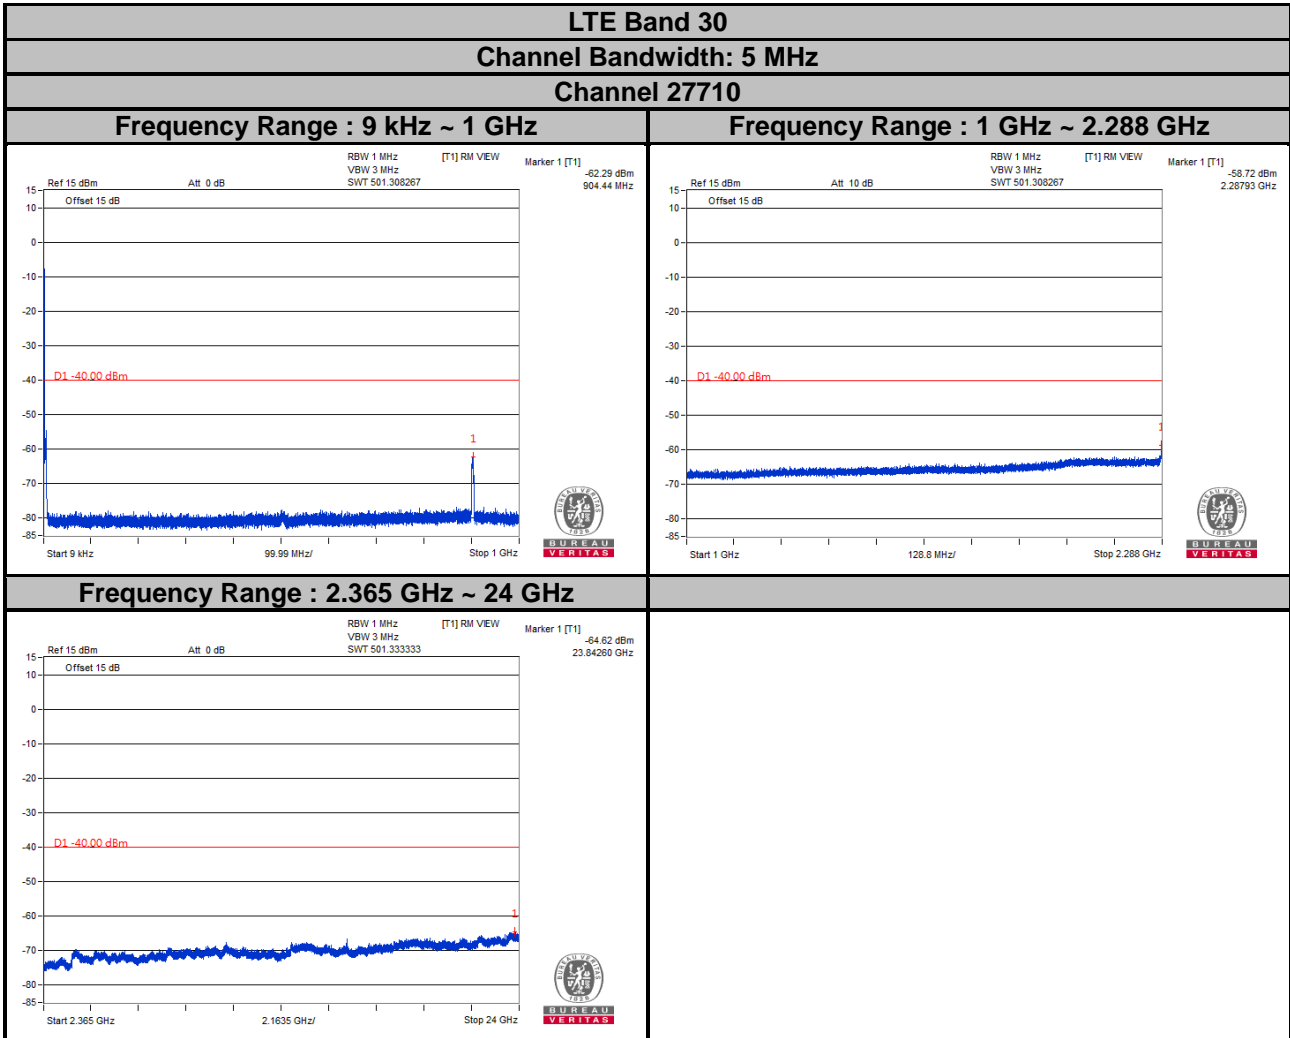 LTE Band 30
Channel Bandwidth: 5 MHz
Channel 27710
Frequency Range : 9 kHz ~ 1 GHz
RBW 1 MHz
[T1] RM VIEW
Marker 1 [T1]
VBW 3 MHz
-62.29 dBm
Ref 15 dBm
Att 0 dB
SWT 501.308267
904.44 MHz
15
Offset 15 dB
10
0
-10
-20
-30
-40
D1 -40.00 dBm
-50
1
-60
-70
-80
-85
Start 9 kHz
99.99 MHz/
Stop 1 GHz
BUREAU VERITAS
1828
BUREAU
VERITAS
Frequency Range : 1 GHz ~ 2.288 GHz
RBW 1 MHz
[T1] RM VIEW
Marker 1 [T1]
VBW 3 MHz
-58.72 dBm
Ref 15 dBm
Att 10 dB
SWT 501.308267
2.28793 GHz
15
Offset 15 dB
10
0
-10
-20
-30
-40
D1 -40.00 dBm
-50
1
-60
-70
-80
-85
Start 1 GHz
128.8 MHz/
Stop 2.288 GHz
BUREAU VERITAS
1828
BUREAU
VERITAS
Frequency Range : 2.365 GHz ~ 24 GHz
RBW 1 MHz
[T1] RM VIEW
Marker 1 [T1]
VBW 3 MHz
-64.62 dBm
Ref 15 dBm
Att 0 dB
SWT 501.333333
23.84260 GHz
15
Offset 15 dB
10
0
-10
-20
-30
-40
D1 -40.00 dBm
-50
-60
1
-70
-80
-85
Start 2.365 GHz
2.1635 GHz/
Stop 24 GHz
BUREAU VERITAS
1828
BUREAU
VERITAS